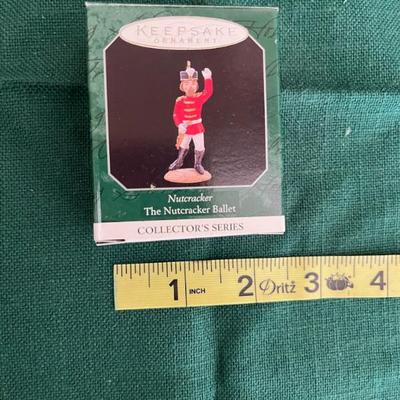 KEEPSAKE
ORNAMENT
Nutcracker
The Nutcracker Ballet
COLLECTOR'S SERIES
1 INCH 2 Dritz 3 4